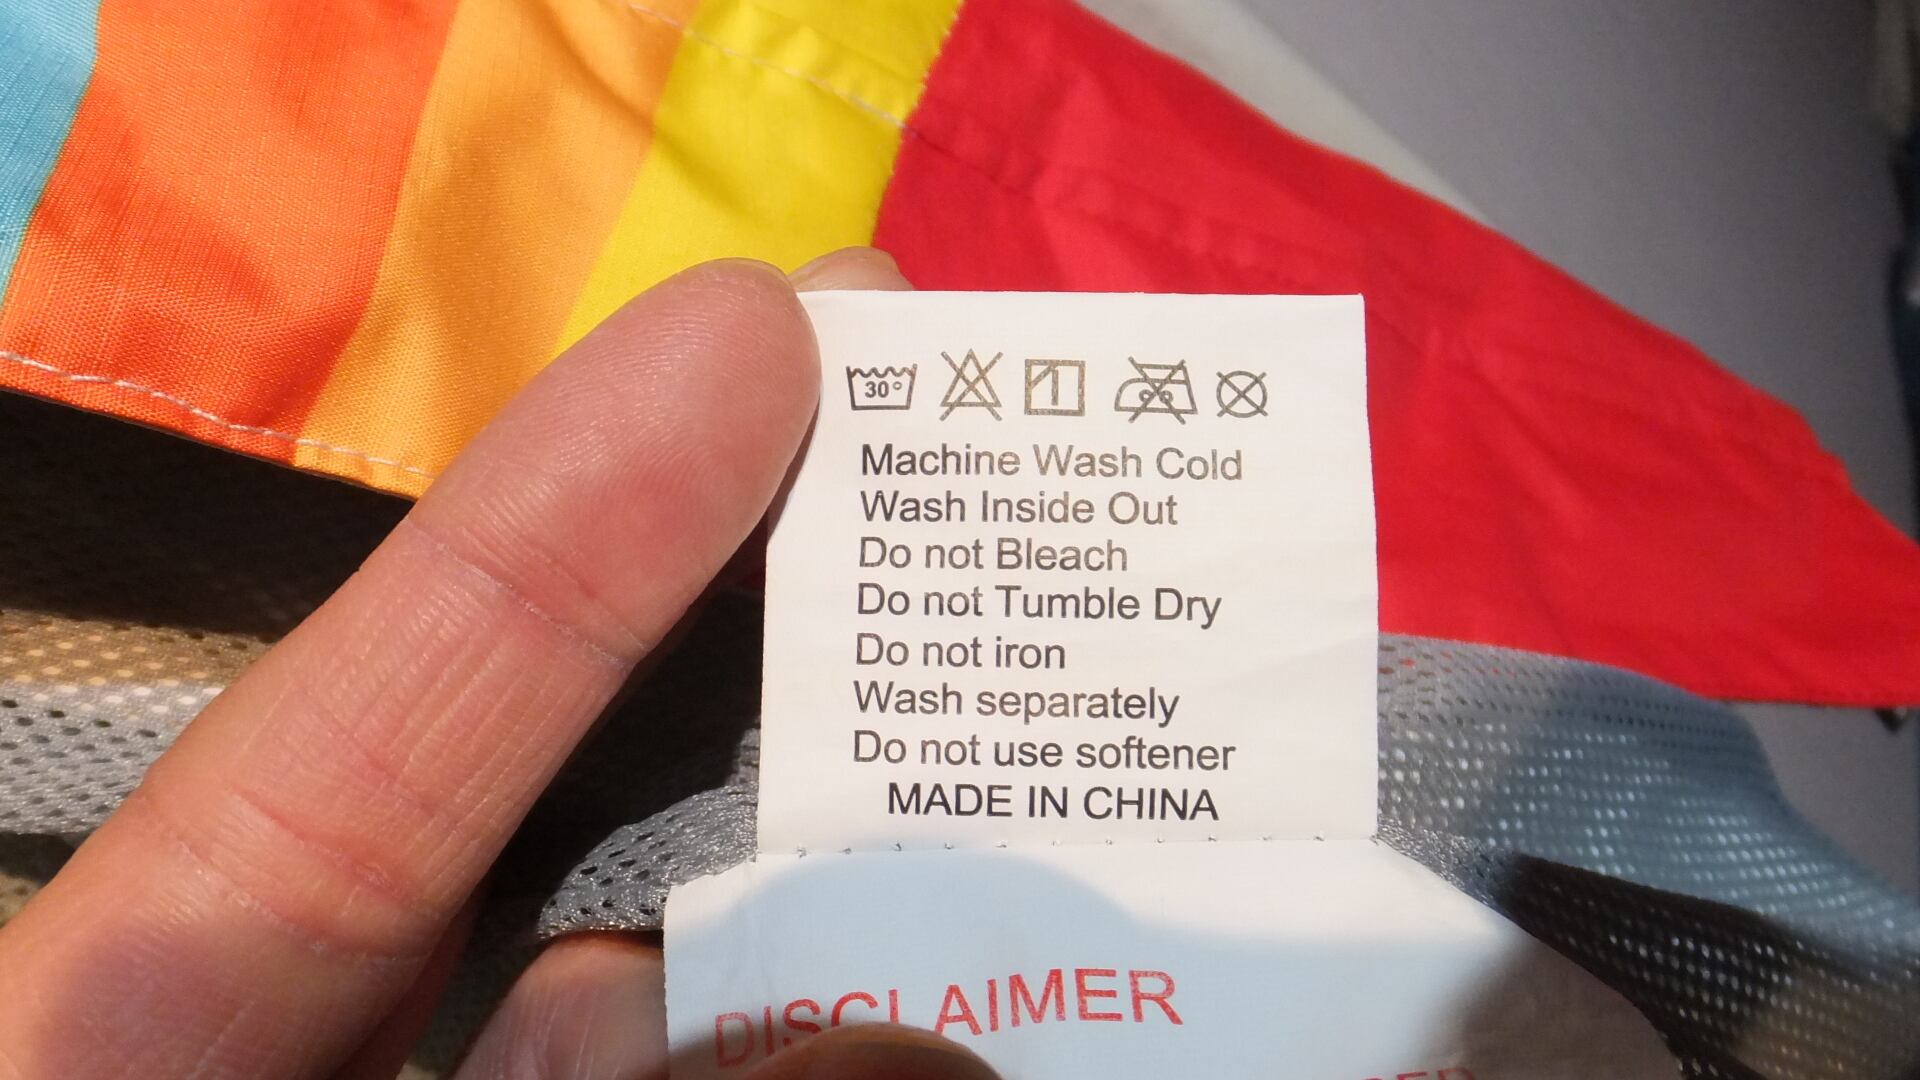 30°
Machine Wash Cold
Wash Inside Out
Do not Bleach
Do not Tumble Dry
Do not iron
Wash separately
Do not use softener
MADE IN CHINA
DISCLAIMER